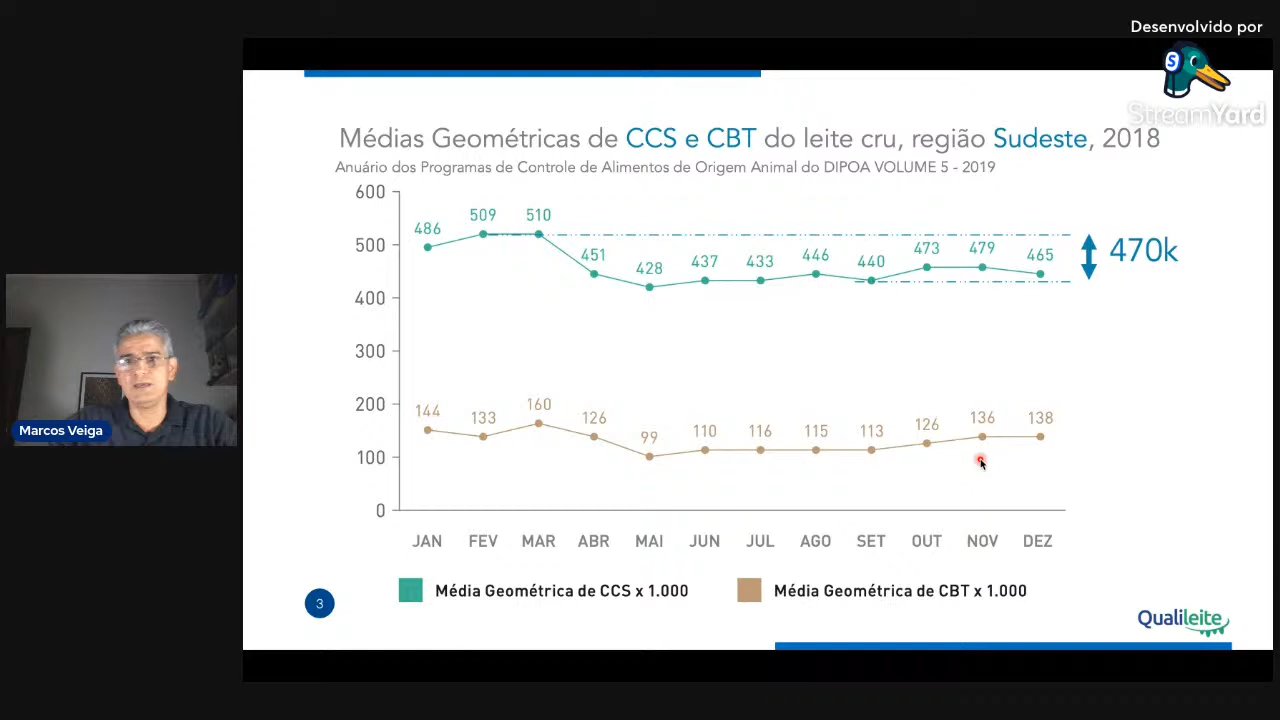 Desenvolvido por
S
StreamYard
Médias Geométricas de CCS e CBT do leite cru, região Sudeste, 2018
Anuário dos Programas de Controle de Alimentos de Origem Animal do DIPOA VOLUME 5 - 2019
600
500
400
300
200
100
0
486 509 510 451 428 437 433 446 440 473 479 465
470k
144 133 160 126 99 110 116 115 113 126 136 138
JAN FEV MAR ABR MAI JUN JUL AGO SET OUT NOV DEZ
Média Geométrica de CCS x 1.000 Média Geométrica de CBT x 1.000
3
Qualileite
Marcos Veiga